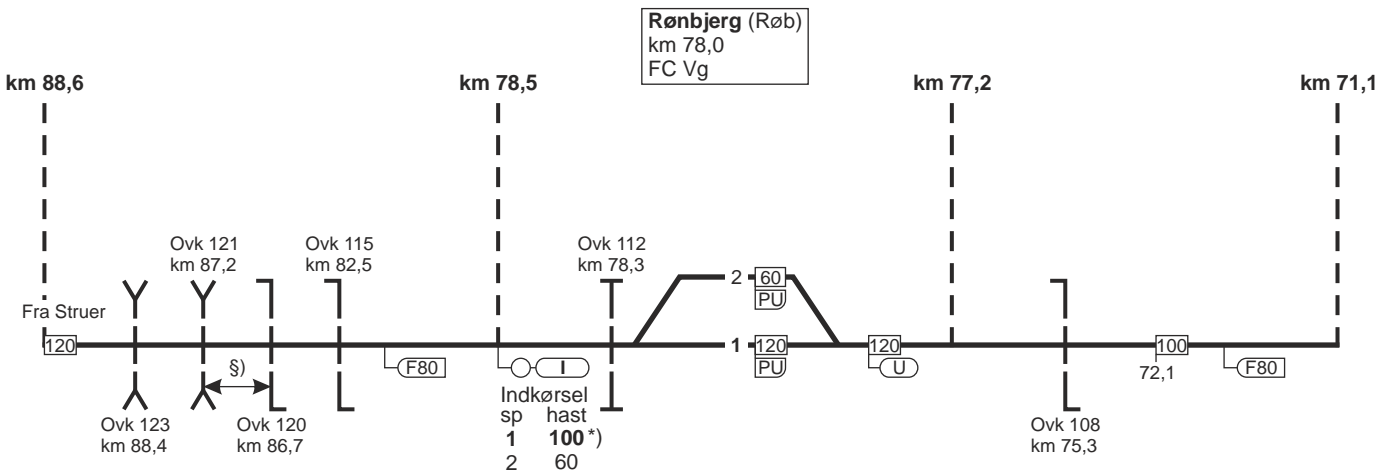 Rønbjerg (Røb)
km 78,0
FC Vg
km 88,6
km 78,5
km 77,2
km 71,1
Ovk 121
km 87,2
Ovk 115
km 82,5
Ovk 112
km 78,3
Fra Struer
2
60
PU
120
§)
F80
I
1
120
PU
120
U
100
72,1
F80
Ovk 123
km 88,4
Ovk 120
km 86,7
Indkørsel
sp hast
1 100 *)
2 60
Ovk 108
km 75,3